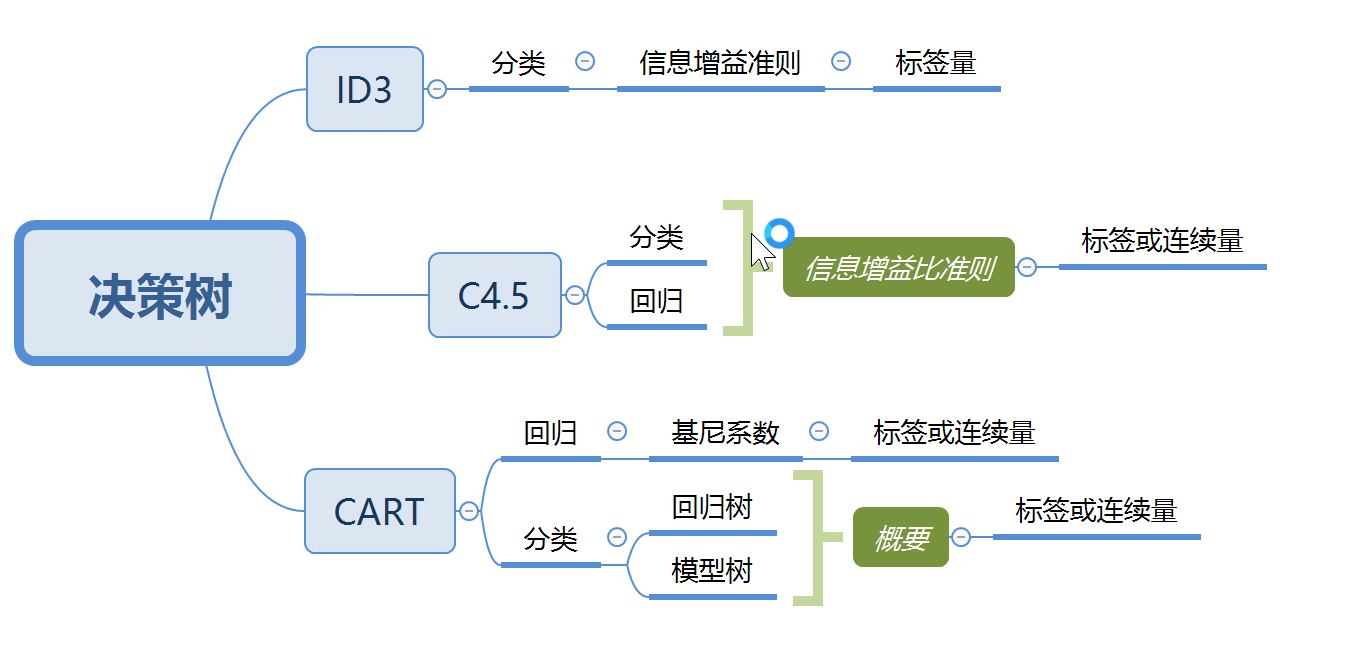 决策树
ID3
分类
信息增益准则
标签量
C4.5
分类
回归
信息增益比准则
标签或连续量
CART
回归
基尼系数
标签或连续量
分类
回归树
模型树
概要
标签或连续量